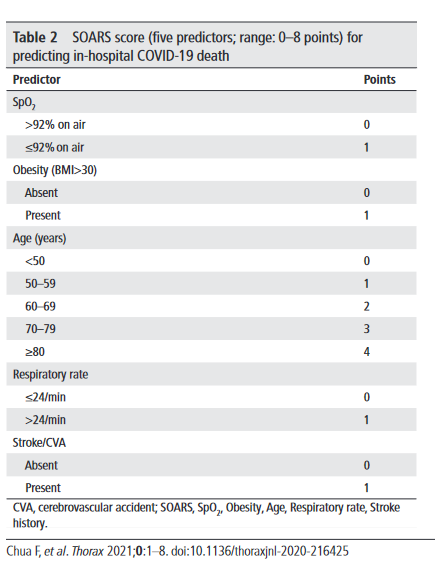 Table 2 SOARS score (five predictors; range: 0–8 points) for
predicting in-hospital COVID-19 death
Predictor Points
SpO₂
>92% on air 0
≤92% on air 1
Obesity (BMI>30)
Absent 0
Present 1
Age (years)
<50 0
50–59 1
60–69 2
70–79 3
≥80 4
Respiratory rate
≤24/min 0
>24/min 1
Stroke/CVA
Absent 0
Present 1
CVA, cerebrovascular accident; SOARS, SpO₂, Obesity, Age, Respiratory rate, Stroke
history.
Chua F, et al. Thorax 2021;0:1–8. doi:10.1136/thoraxjnl-2020-216425